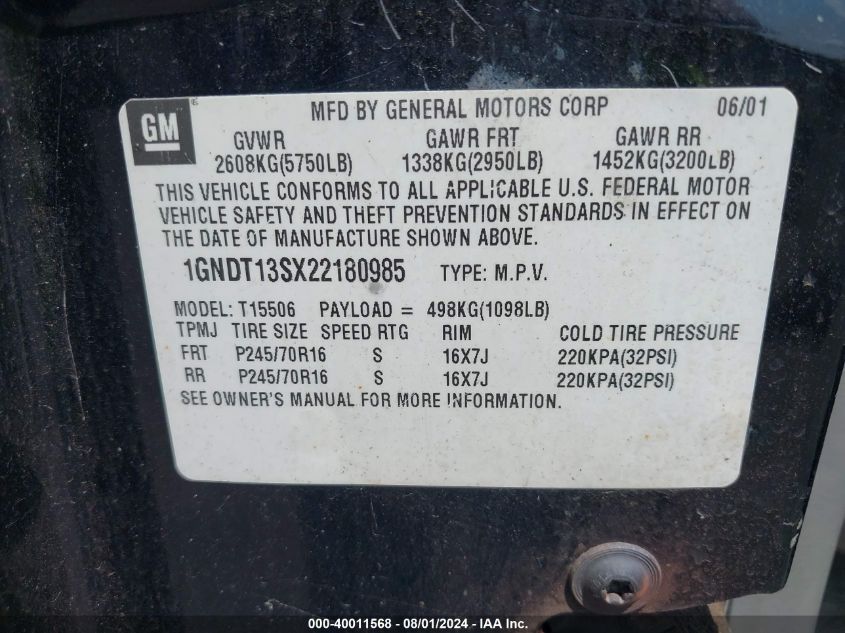 GM
MFD BY GENERAL MOTORS CORP 06/01
GVWR GAWR FRT GAWR RR
2608KG(5750LB) 1338KG(2950LB) 1452KG(3200LB)
THIS VEHICLE CONFORMS TO ALL APPLICABLE U.S. FEDERAL MOTOR
VEHICLE SAFETY AND THEFT PREVENTION STANDARDS IN EFFECT ON
THE DATE OF MANUFACTURE SHOWN ABOVE.
1GNDT13SX22180985 TYPE: M.P.V.
MODEL: T15506 PAYLOAD = 498KG(1098LB)
TPMJ TIRE SIZE SPEED RTG RIM COLD TIRE PRESSURE
FRT P245/70R16 S 16X7J 220KPA(32PSI)
RR P245/70R16 S 16X7J 220KPA(32PSI)
SEE OWNER'S MANUAL FOR MORE INFORMATION.
000-40011568 - 08/01/2024 - IAA Inc.